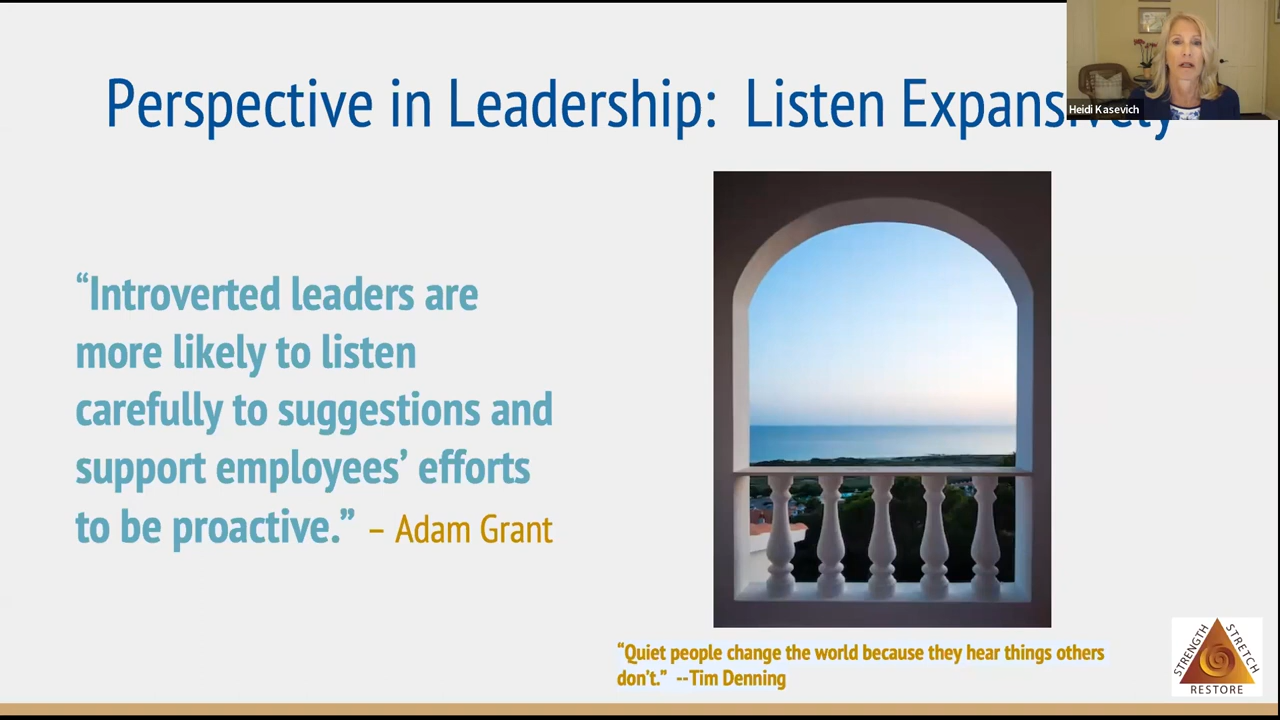 Perspective in Leadership: Listen Expansively
Heidi Kasevich
“Introverted leaders are
more likely to listen
carefully to suggestions and
support employees’ efforts
to be proactive.” – Adam Grant
“Quiet people change the world because they hear things others
don’t.” --Tim Denning
STRENGTH
STRETCH
RESTORE